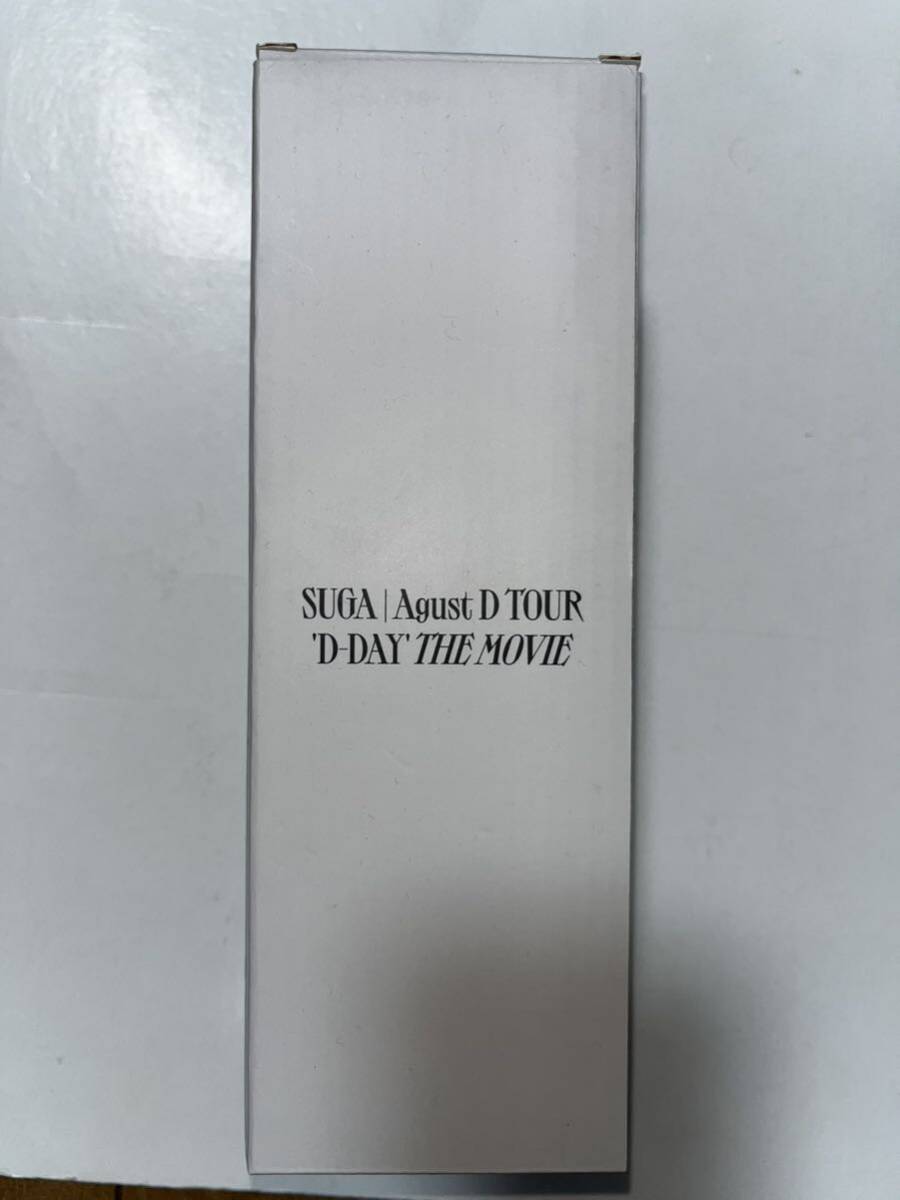 SUGA | Agust D TOUR
'D-DAY' THE MOVIE